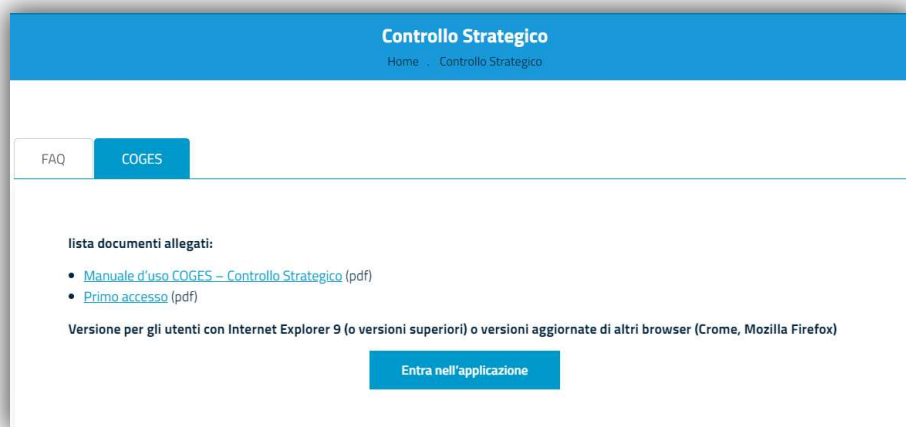 Controllo Strategico
Home . Controllo Strategico
FAQ
COGES
lista documenti allegati:
• Manuale d'uso COGES – Controllo Strategico (pdf)
• Primo accesso (pdf)
Versione per gli utenti con Internet Explorer 9 (o versioni superiori) o versioni aggiornate di altri browser (Crome, Mozilla Firefox)
Entra nell'applicazione